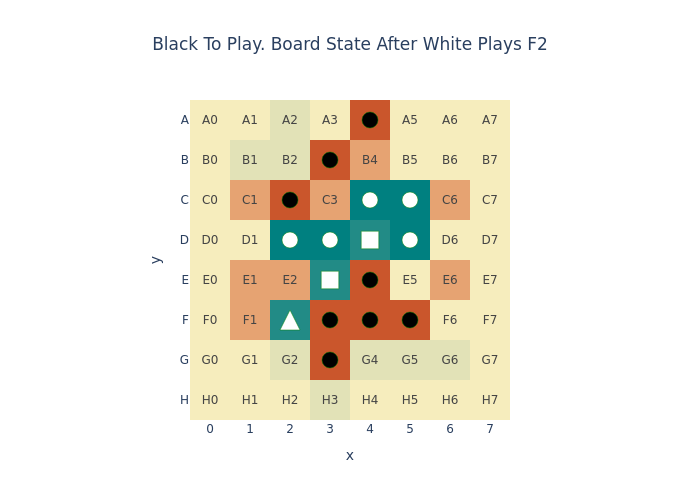 Black To Play. Board State After White Plays F2
A A0 A1 A2 A3 A5 A6 A7
B B0 B1 B2 B4 B5 B6 B7
C C0 C1 C3 C6 C7
D D0 D1 D6 D7
y
E E0 E1 E2 E5 E6 E7
F F0 F1 F6 F7
G G0 G1 G2 G4 G5 G6 G7
H H0 H1 H2 H3 H4 H5 H6 H7
0 1 2 3 4 5 6 7
x